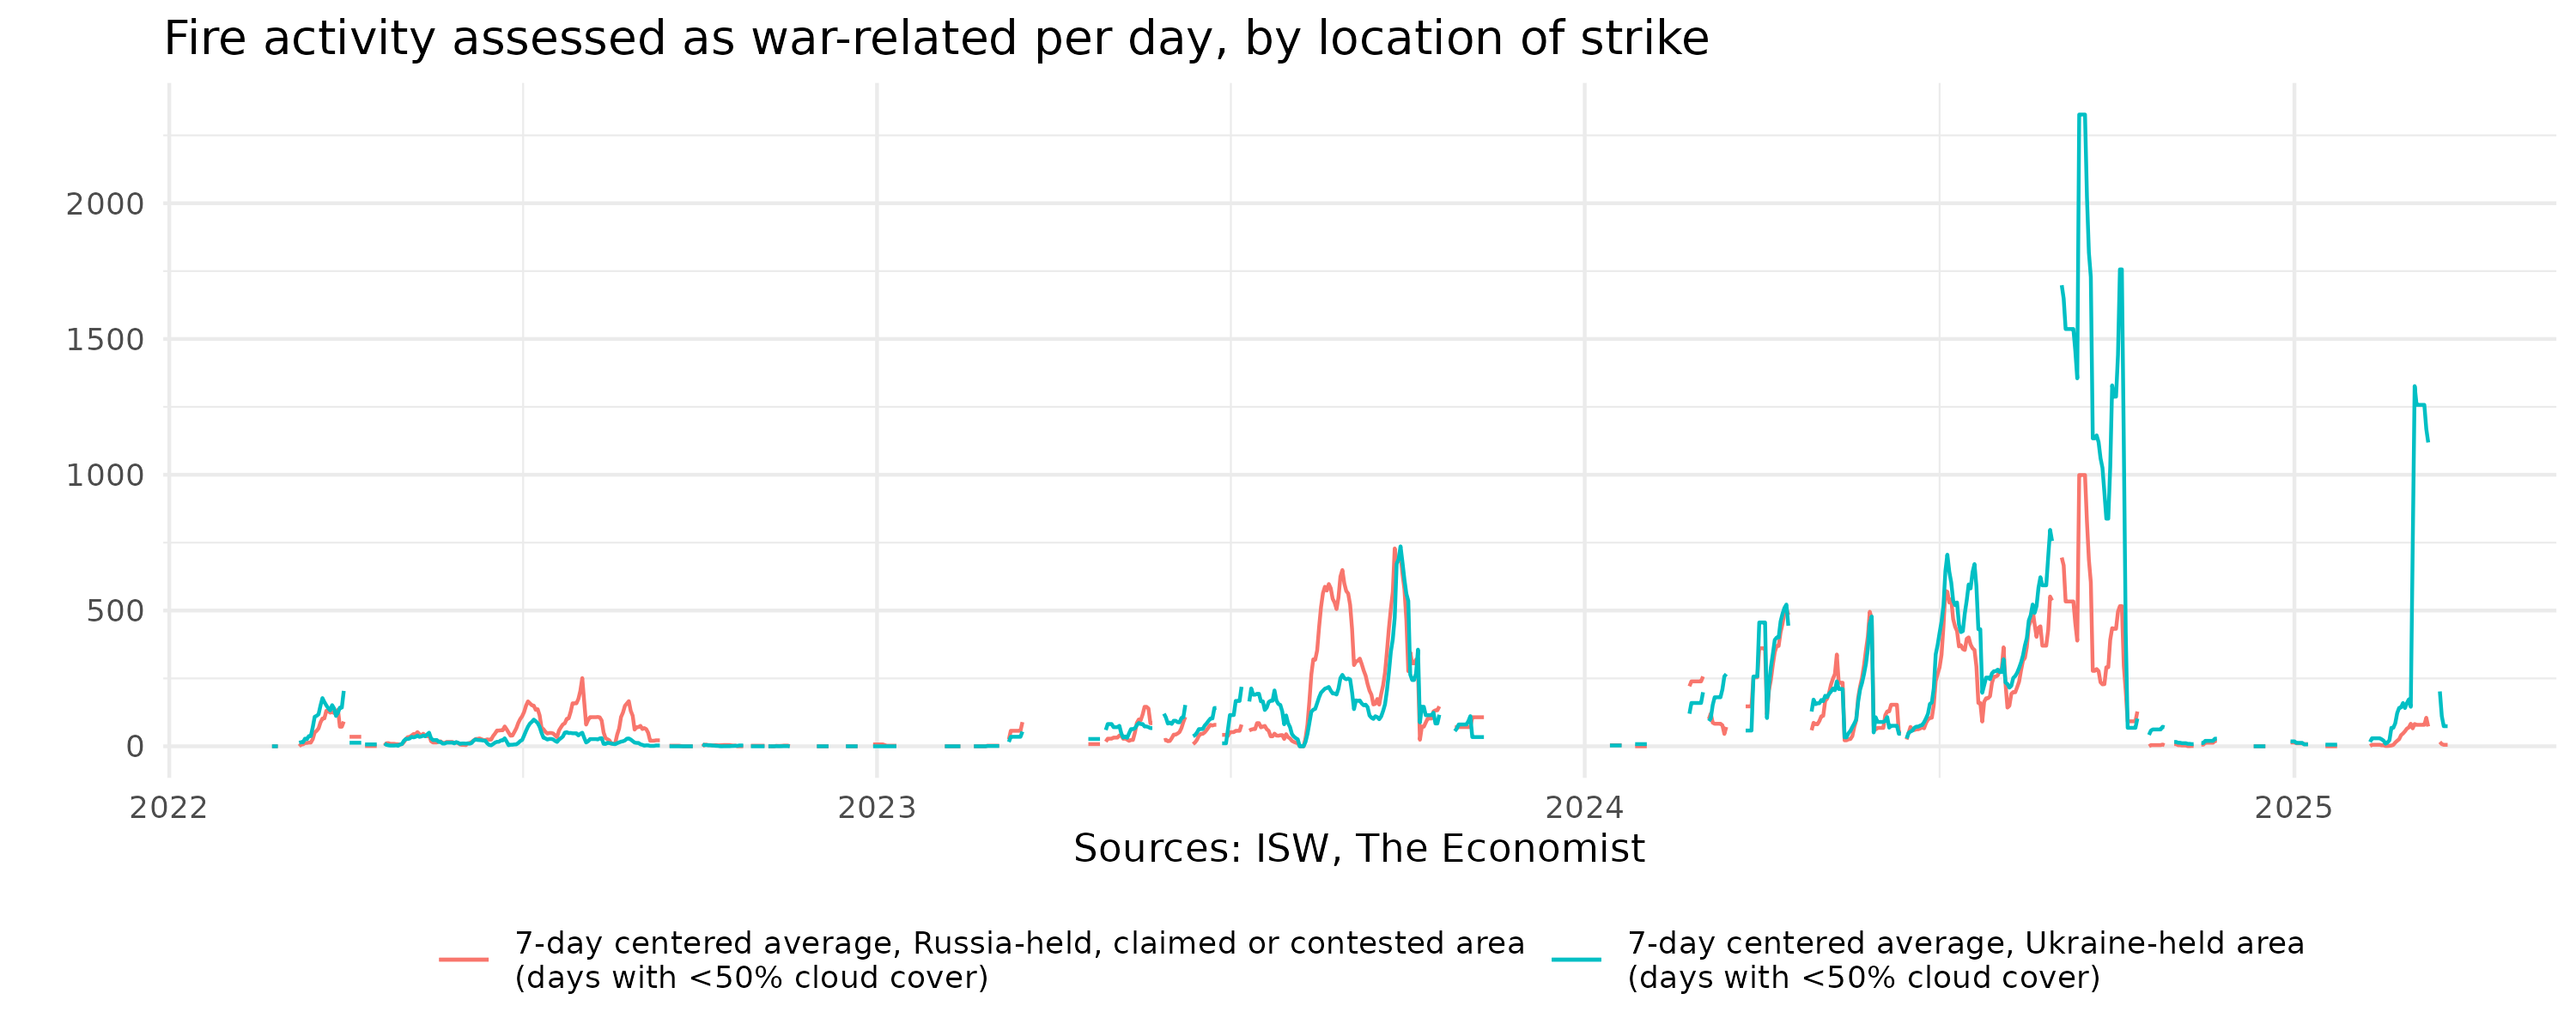 Fire activity assessed as war-related per day, by location of strike
2000
1500
1000
500
0
2022
2023
2024
2025
Sources: ISW, The Economist
7-day centered average, Russia-held, claimed or contested area
(days with <50% cloud cover)
7-day centered average, Ukraine-held area
(days with <50% cloud cover)